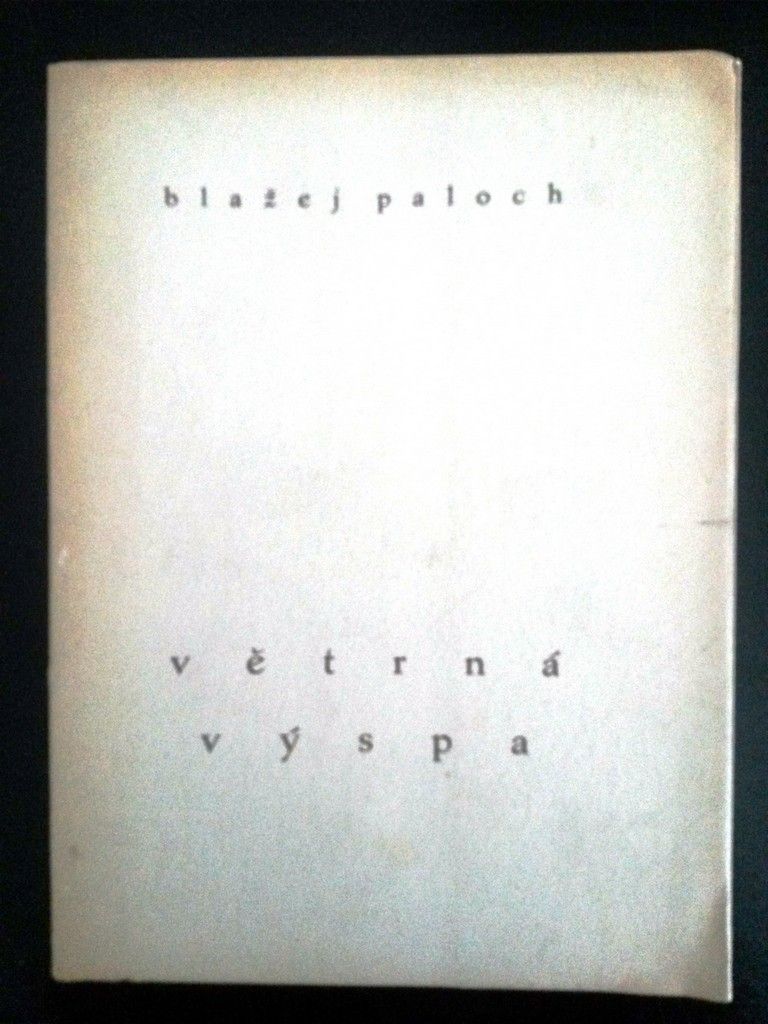 blažej paloch
větrná
výspa